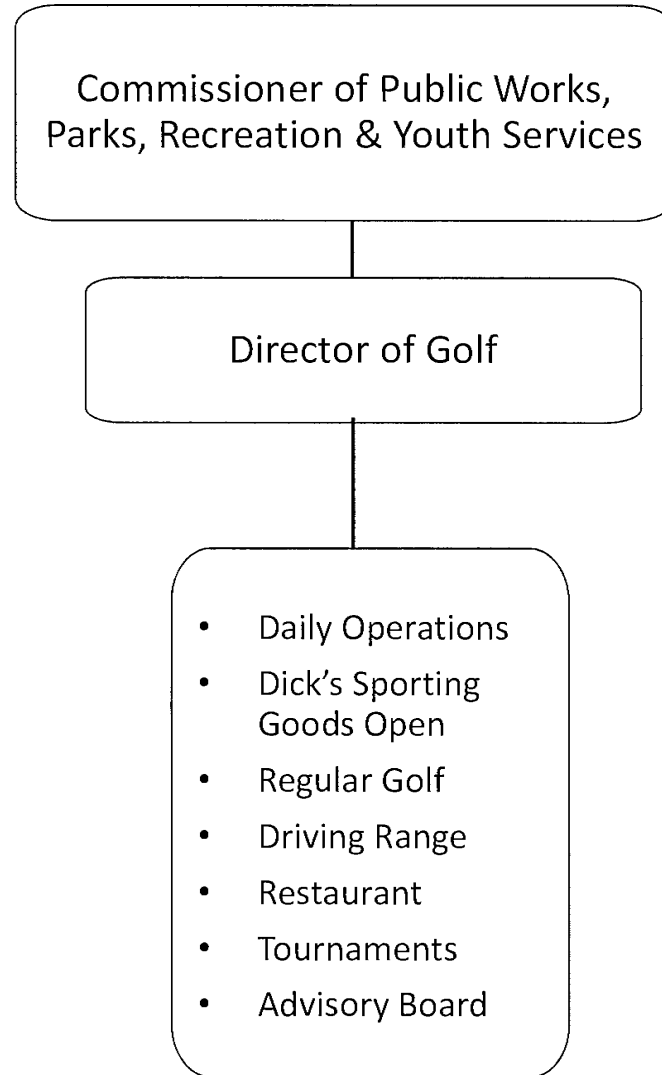 Commissioner of Public Works,
Parks, Recreation & Youth Services
Director of Golf
• Daily Operations
• Dick's Sporting
Goods Open
• Regular Golf
• Driving Range
• Restaurant
• Tournaments
• Advisory Board